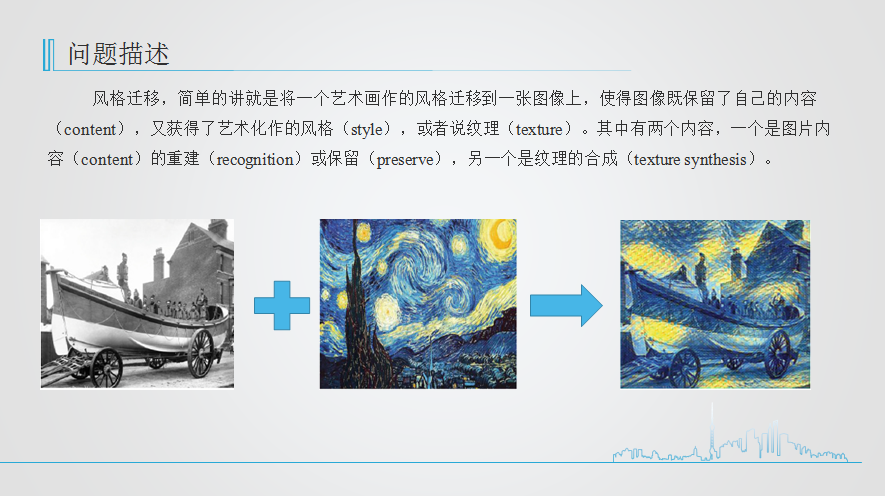 问题描述
风格迁移，简单的讲就是将一个艺术画作的风格迁移到一张图像上，使得图像既保留了自己的内容
（content），又获得了艺术化作的风格（style），或者说纹理（texture）。其中有两个内容，一个是图片内
容（content）的重建（recognition）或保留（preserve），另一个是纹理的合成（texture synthesis）。